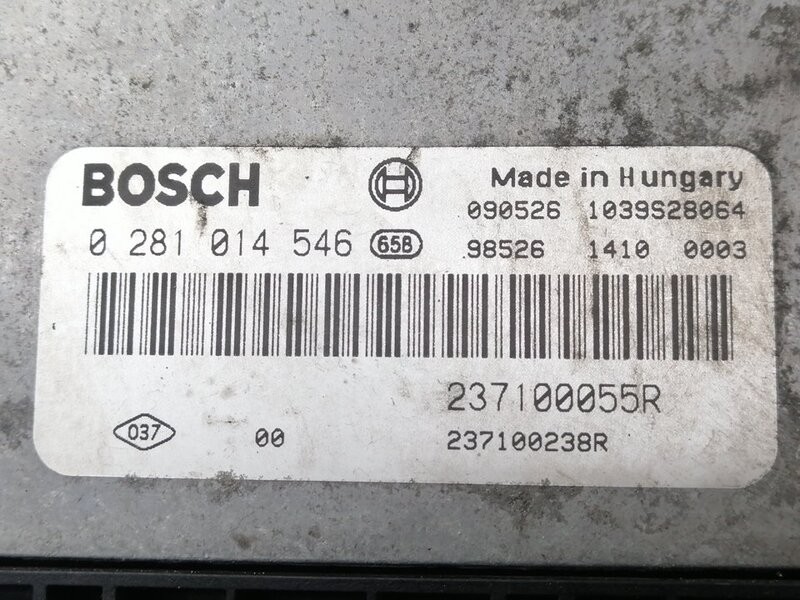 BOSCH Made in Hungary
090526 1039S28064
0 281 014 546 65B 98526 1410 0003
237100055R
037 00 237100238R